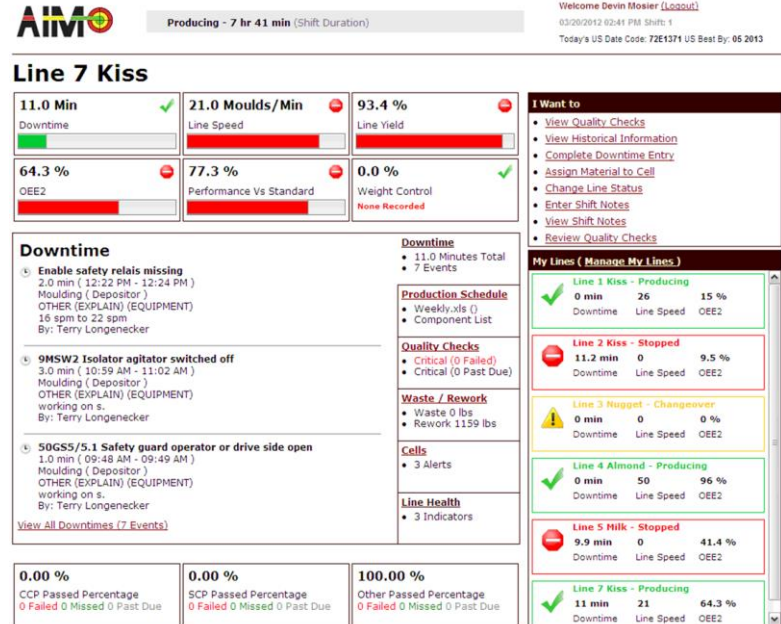 AIM
Producing - 7 hr 41 min (Shift Duration)
Welcome Devin Mosier (Logout)
03/20/2012 02:41 PM Shift: 1
Today's US Date Code: 72E1371 US Best By: 05 2013
Line 7 Kiss
11.0 Min
Downtime
21.0 Moulds/Min
Line Speed
93.4 %
Line Yield
64.3 %
OEE2
77.3 %
Performance Vs Standard
0.0 %
Weight Control
None Recorded
I Want to
View Quality Checks
View Historical Information
Complete Downtime Entry
Assign Material to Cell
Change Line Status
Enter Shift Notes
View Shift Notes
Review Quality Checks
Downtime
Enable safety relais missing
2.0 min ( 12:22 PM - 12:24 PM )
Moulding ( Depositor )
OTHER (EXPLAIN) (EQUIPMENT)
16 spm to 22 spm
By: Terry Longenecker
9MSW2 Isolator agitator switched off
3.0 min ( 10:59 AM - 11:02 AM )
Moulding ( Depositor )
OTHER (EXPLAIN) (EQUIPMENT)
working on s.
By: Terry Longenecker
50GS5/5.1 Safety guard operator or drive side open
1.0 min ( 09:48 AM - 09:49 AM )
Moulding ( Depositor )
OTHER (EXPLAIN) (EQUIPMENT)
working on s.
By: Terry Longenecker
View All Downtimes (7 Events)
Downtime
11.0 Minutes Total
7 Events
Production Schedule
Weekly.xls ()
Component List
Quality Checks
Critical (0 Failed)
Critical (0 Past Due)
Waste / Rework
Waste 0 lbs
Rework 1159 lbs
Cells
3 Alerts
Line Health
3 Indicators
My Lines ( Manage My Lines )
Line 1 Kiss - Producing
0 min 26 15 %
Downtime Line Speed OEE2
Line 2 Kiss - Stopped
11.2 min 0 9.5 %
Downtime Line Speed OEE2
Line 3 Nugget - Changeover
0 min 0 0 %
Downtime Line Speed OEE2
Line 4 Almond - Producing
0 min 50 96 %
Downtime Line Speed OEE2
Line 5 Milk - Stopped
9.9 min 0 41.4 %
Downtime Line Speed OEE2
Line 7 Kiss - Producing
11 min 21 64.3 %
Downtime Line Speed OEE2
0.00 %
CCP Passed Percentage
0 Failed 0 Missed 0 Past Due
0.00 %
SCP Passed Percentage
0 Failed 0 Missed 0 Past Due
100.00 %
Other Passed Percentage
0 Failed 0 Missed 0 Past Due